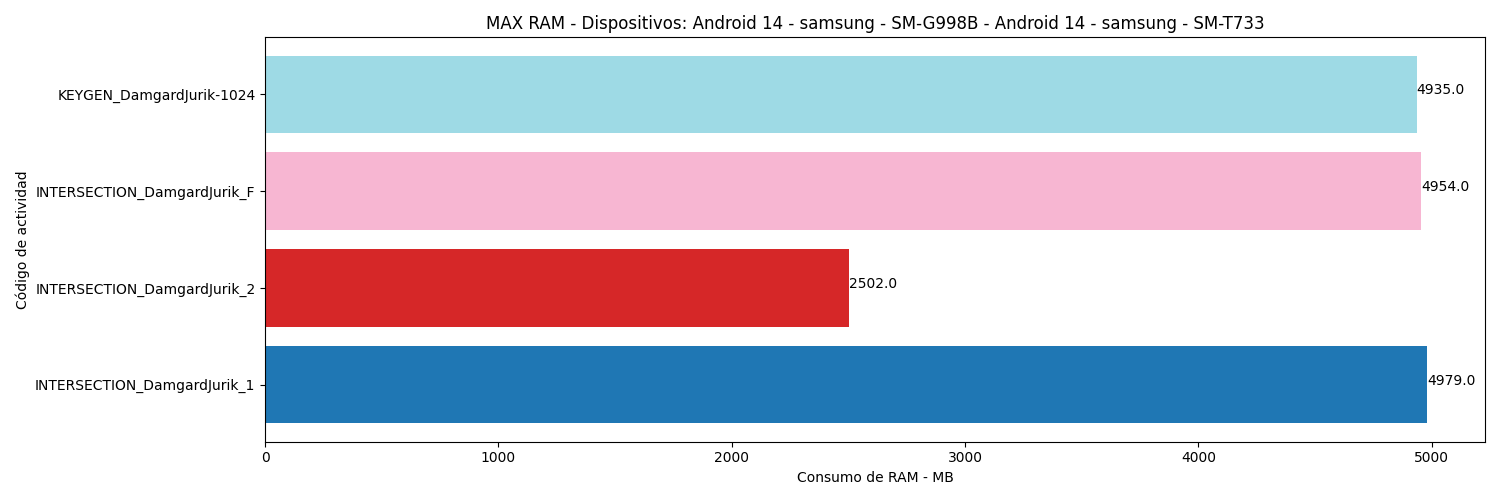 MAX RAM - Dispositivos: Android 14 - samsung - SM-G998B - Android 14 - samsung - SM-T733
Código de actividad
KEYGEN_DamgardJurik-1024
4935.0
INTERSECTION_DamgardJurik_F
4954.0
INTERSECTION_DamgardJurik_2
2502.0
INTERSECTION_DamgardJurik_1
4979.0
0 1000 2000 3000 4000 5000
Consumo de RAM - MB